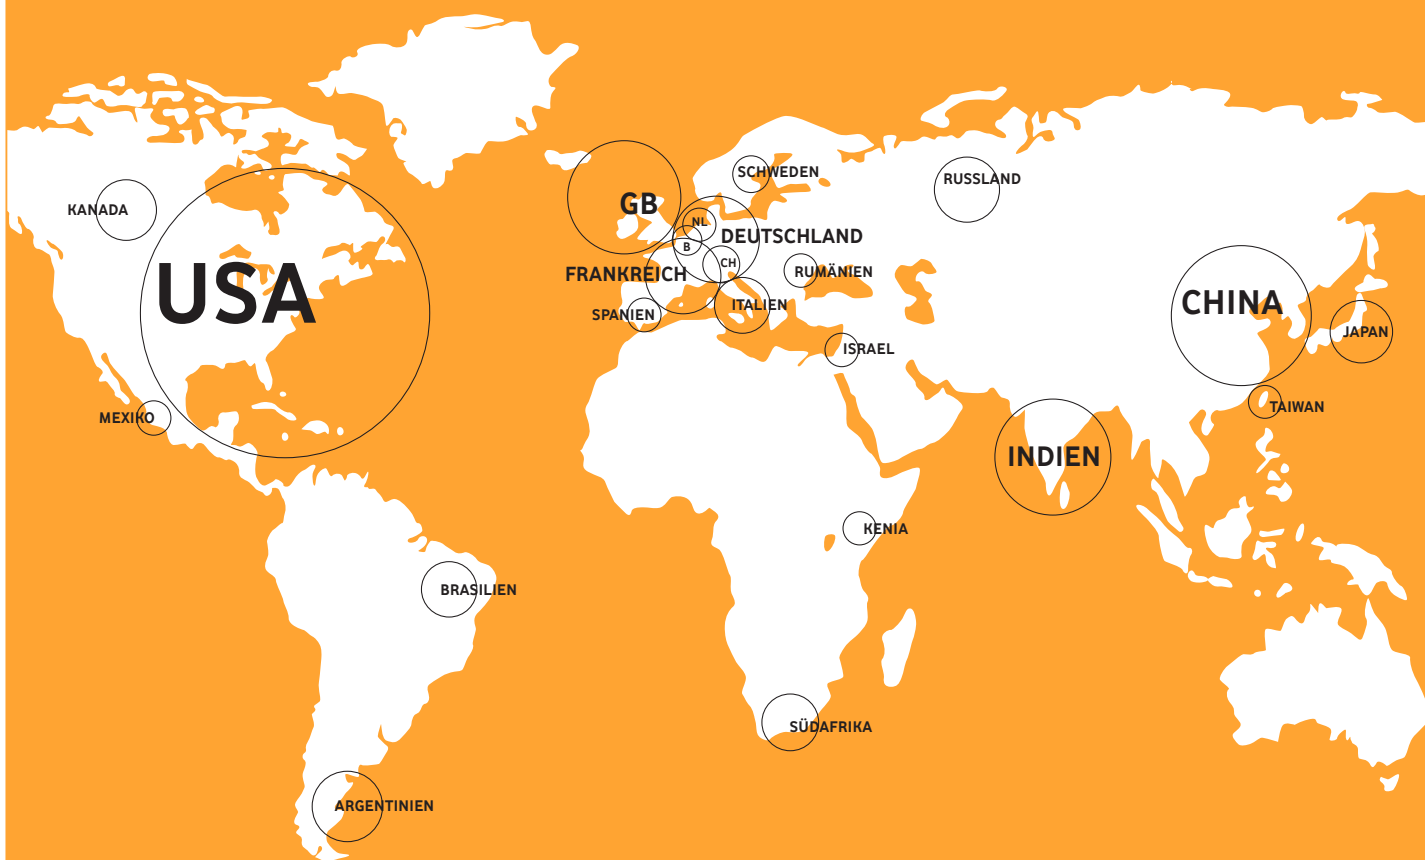 SCHWEDEN
RUSSLAND
KANADA
GB
NL
DEUTSCHLAND
B
CH
FRANKREICH
RUMÄNIEN
USA
CHINA
ITALIEN
SPANIEN
JAPAN
ISRAEL
TAIWAN
MEXIKO
INDIEN
KENIA
BRASILIEN
SÜDAFRIKA
ARGENTINIEN